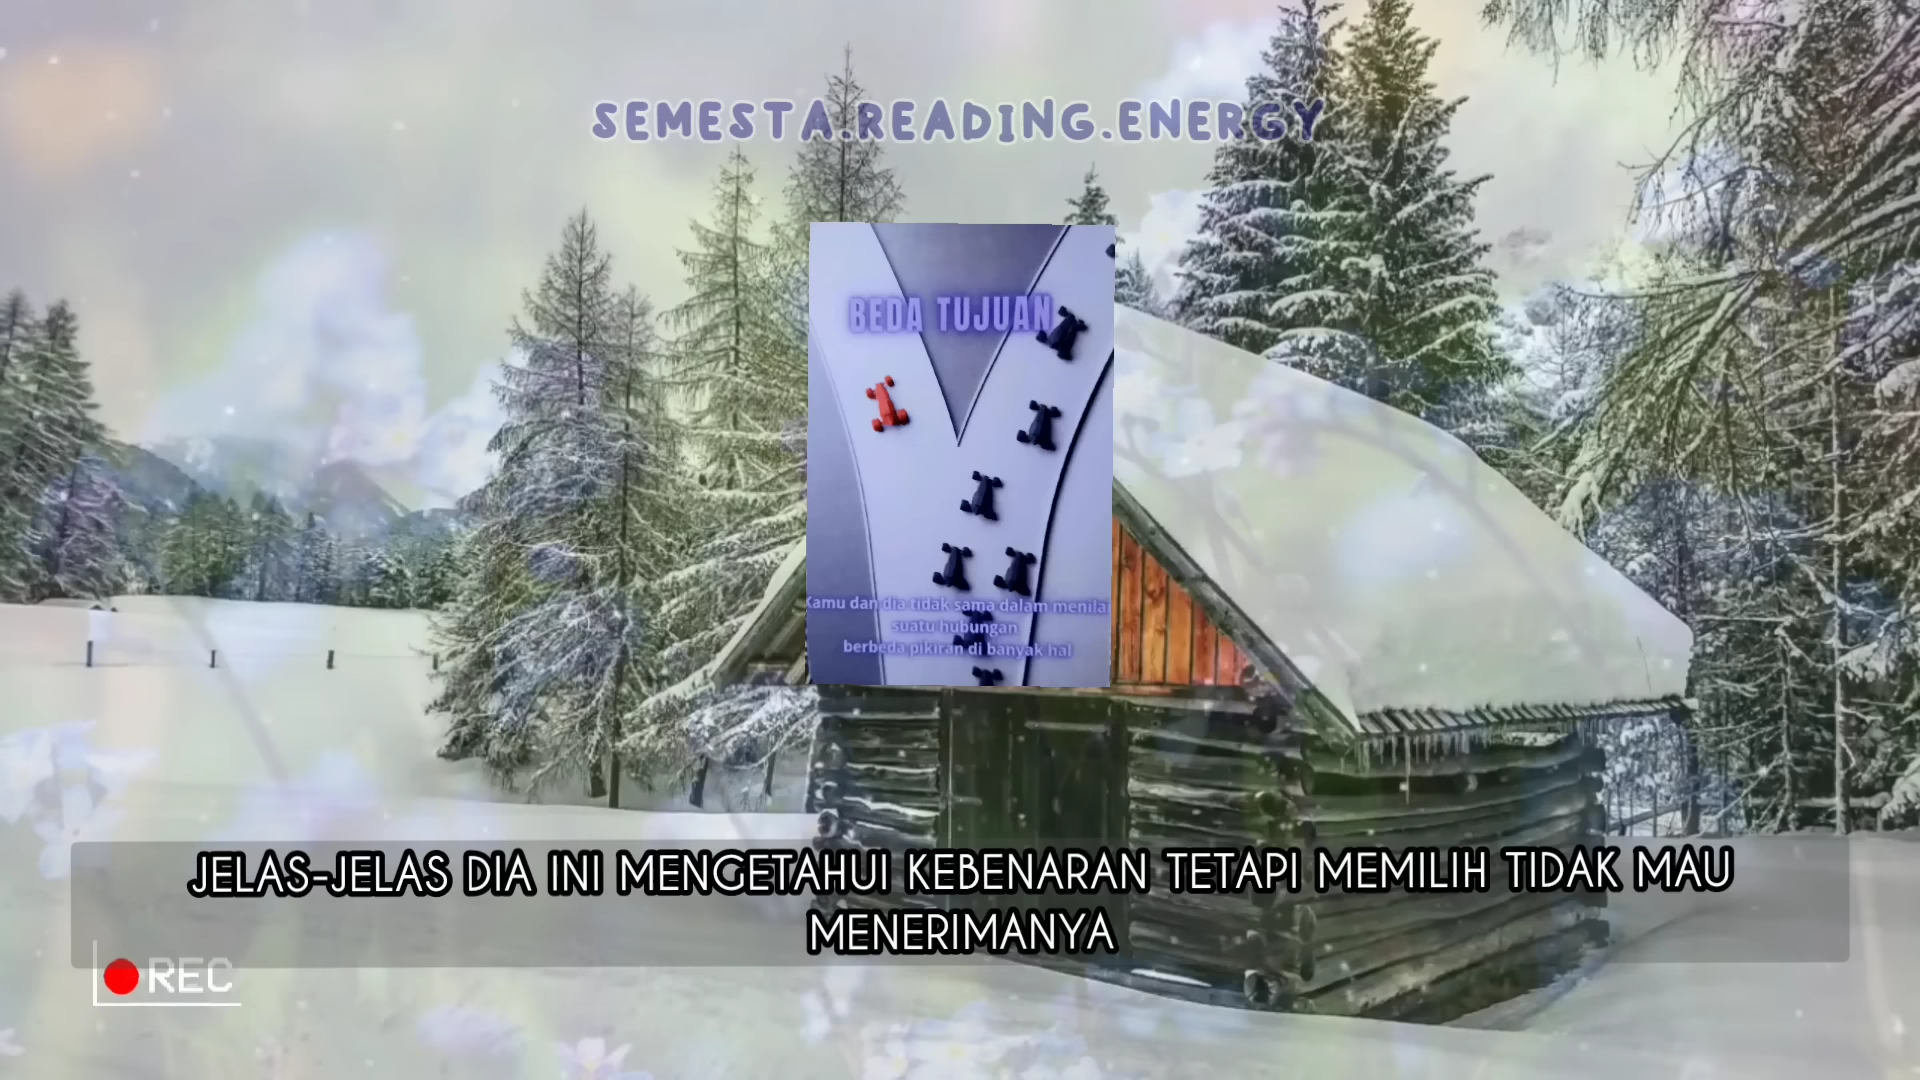 SEMESTA.READING.ENERGY
BEDA TUJUAN
Kamu dan dia tidak sama dalam menilai
suatu hubungan
berbeda pikiran di banyak hal
JELAS-JELAS DIA INI MENGETAHUI KEBENARAN TETAPI MEMILIH TIDAK MAU
MENERIMANYA
REC